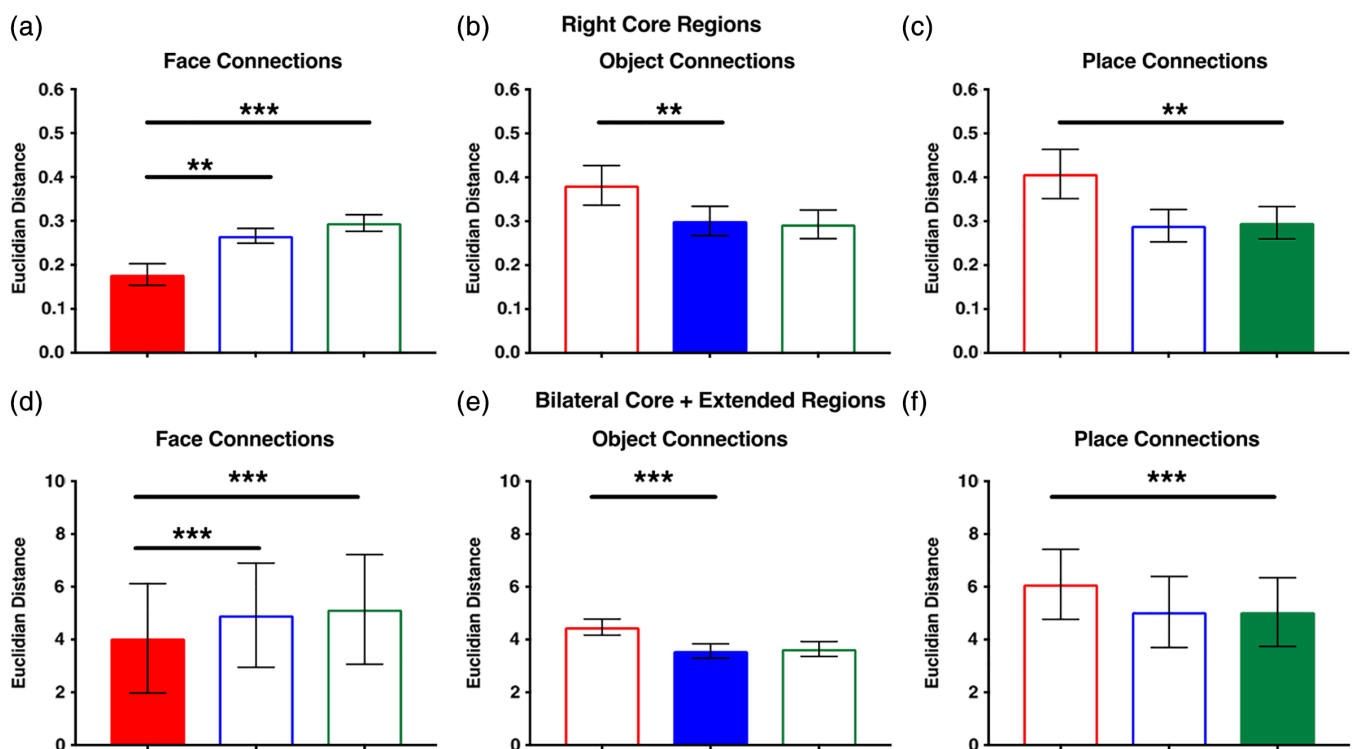 (a)
(b)
Right Core Regions
(c)
Face Connections
Object Connections
Place Connections
Euclidian Distance
0.6
0.5
0.4
0.3
0.2
0.1
0.0
***
**
Euclidian Distance
0.6
0.5
0.4
0.3
0.2
0.1
0.0
**
Euclidian Distance
0.6
0.5
0.4
0.3
0.2
0.1
0.0
**
(d)
(e)
Bilateral Core + Extended Regions
(f)
Face Connections
Object Connections
Place Connections
Euclidian Distance
10
8
6
4
2
0
***
***
Euclidian Distance
10
8
6
4
2
0
***
Euclidian Distance
10
8
6
4
2
0
***